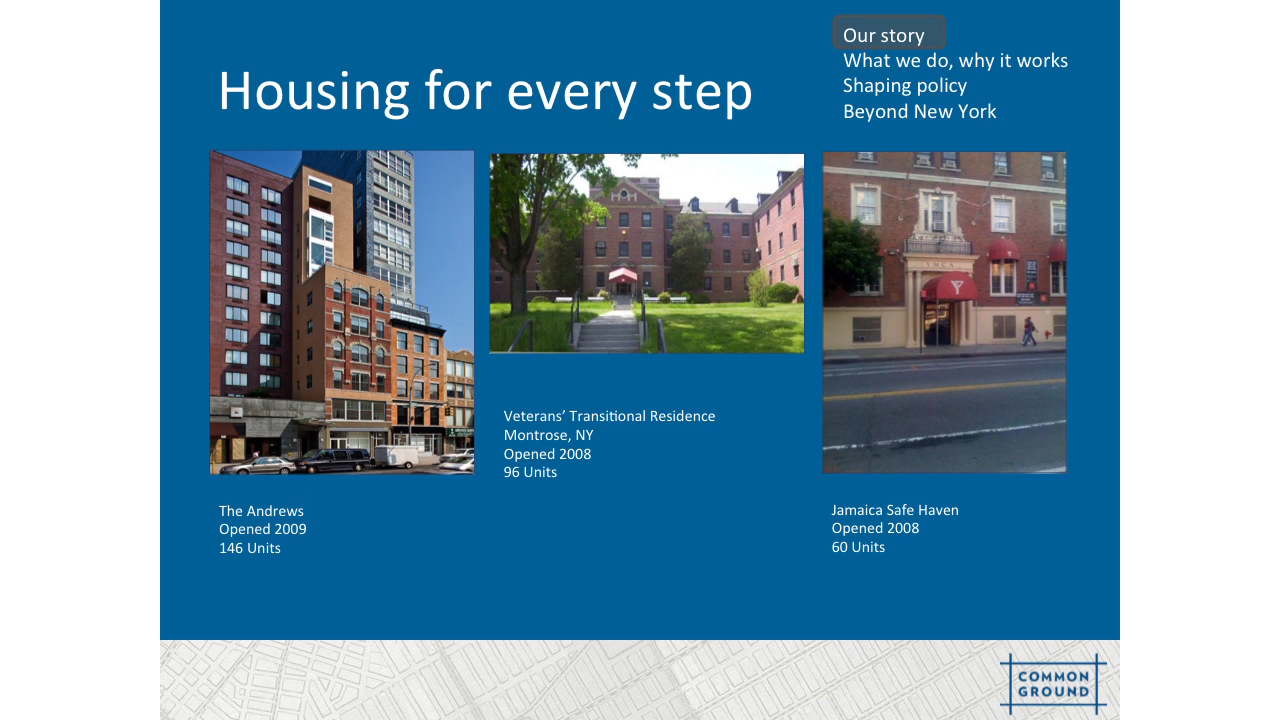 Our story
What we do, why it works
Shaping policy
Beyond New York
Housing for every step
YMCA
Y
Veterans’ Transitional Residence
Montrose, NY
Opened 2008
96 Units
The Andrews
Opened 2009
146 Units
Jamaica Safe Haven
Opened 2008
60 Units
COMMON
GROUND